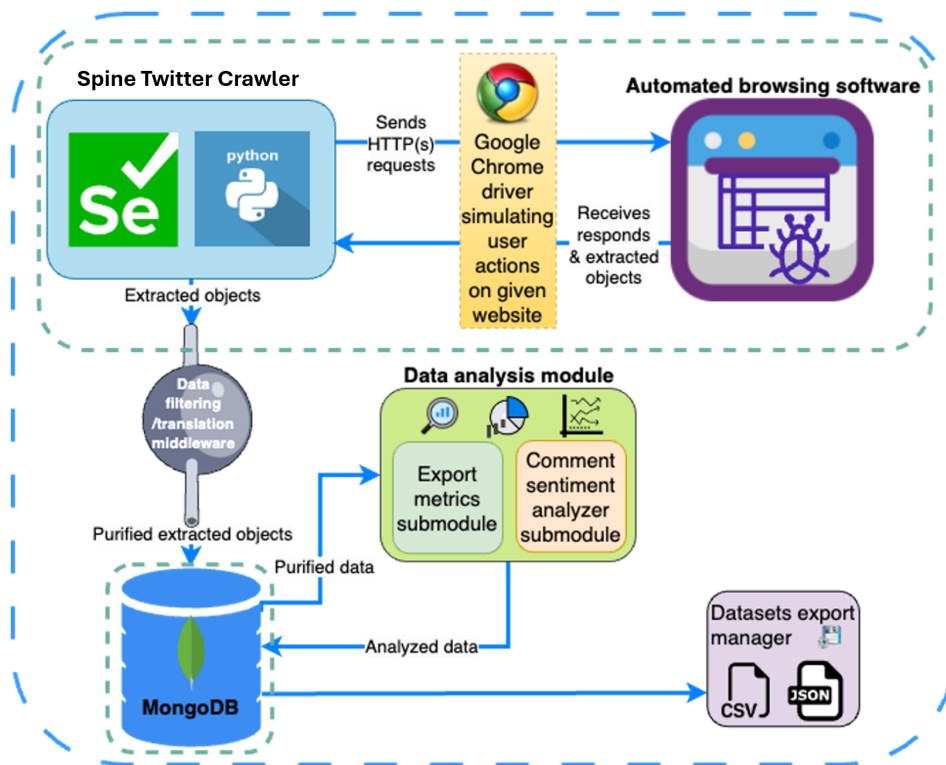 Spine Twitter Crawler
Automated browsing software
Se
python
Sends
HTTP(s)
requests
Google
Chrome
driver
simulating
user
actions
on given
website
Receives
responds
& extracted
objects
Extracted objects
Data
filtering
/translation
middleware
Purified extracted objects
Data analysis module
Export
metrics
submodule
Comment
sentiment
analyzer
submodule
Purified data
Analyzed data
MongoDB
Datasets export
manager
CSV
JSON